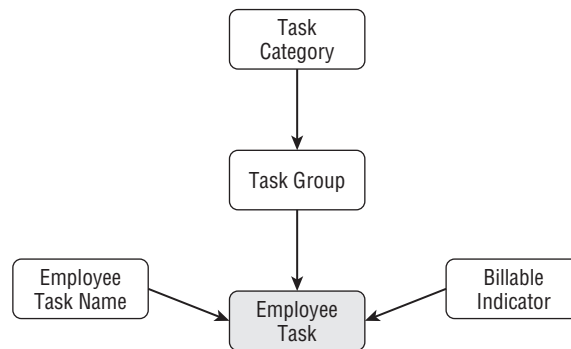 Task
Category
Task Group
Employee
Task Name
Employee
Task
Billable
Indicator